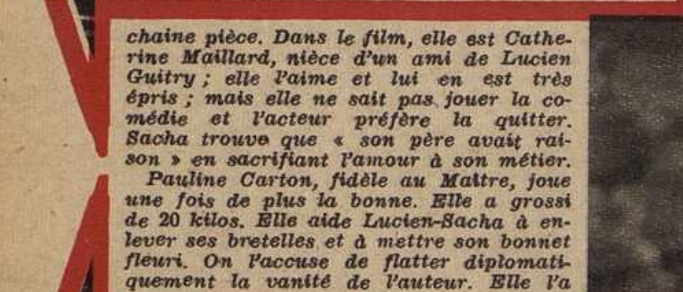 chaine pièce. Dans le film, elle est Cathe-
rine Maillard, nièce d'un ami de Lucien
Guitry ; elle l'aime et lui en est très
épris ; mais elle ne sait pas jouer la co-
médie et l'acteur préfère la quitter.
Sacha trouve que « son père avait rai-
son » en sacrifiant l'amour à son métier.
Pauline Carton, fidèle au Maître, joue
une fois de plus la bonne. Elle a grossi
de 20 kilos. Elle aide Lucien-Sacha à en-
lever ses bretelles et à mettre son bonnet
fleuri. On l'accuse de flatter diplomati-
quement la vanité de l'auteur. Elle l'a